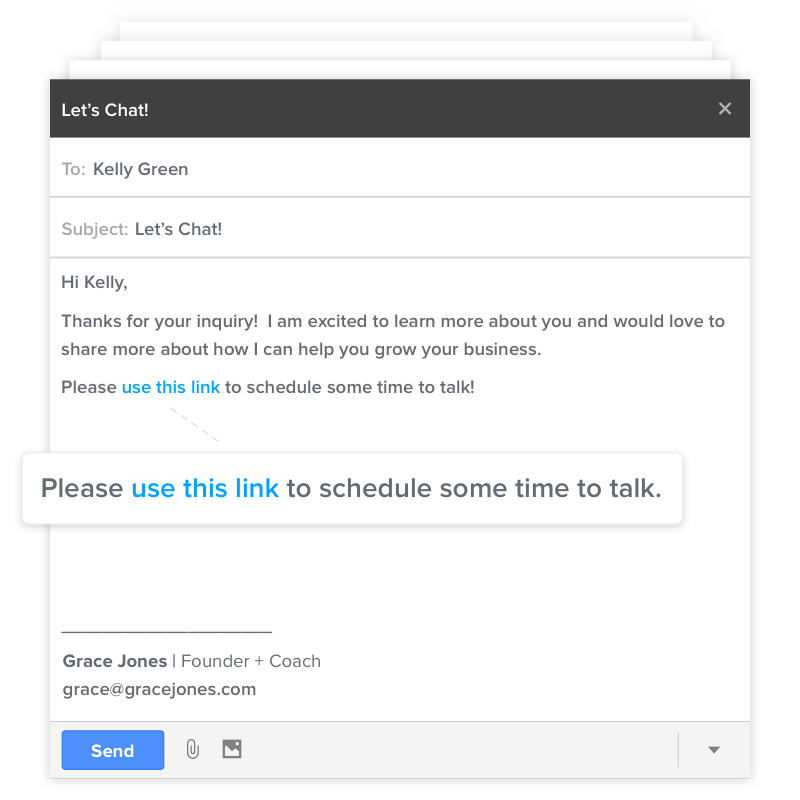 Let’s Chat!
To: Kelly Green
Subject: Let’s Chat!
Hi Kelly,
Thanks for your inquiry!  I am excited to learn more about you and would love to
share more about how I can help you grow your business.
Please use this link to schedule some time to talk!
Please use this link to schedule some time to talk.
Grace Jones | Founder + Coach
grace@gracejones.com
Send